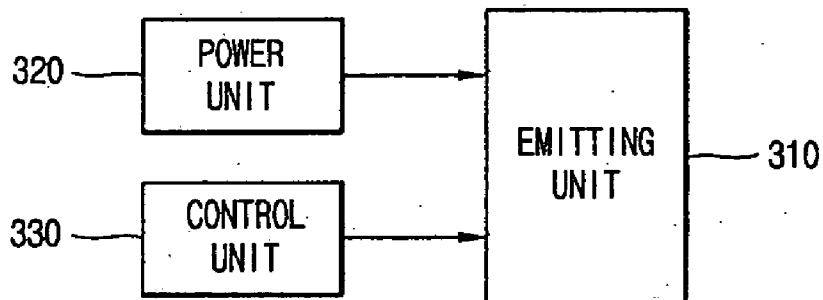 320
POWER
UNIT
EMITTING
UNIT
310
330
CONTROL
UNIT